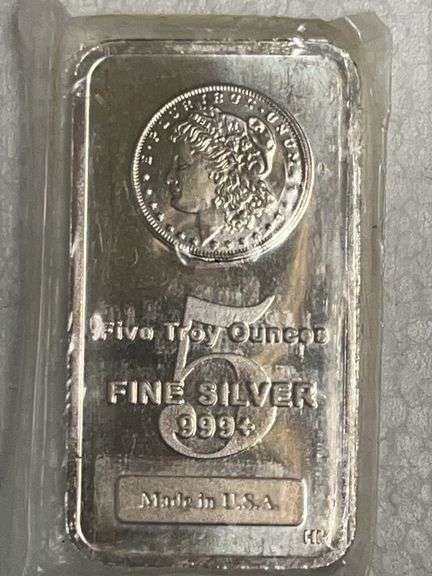 E·PLURIBUS·UNUM
5
Five Troy Ounces
FINE SILVER
999+
Made in U.S.A.